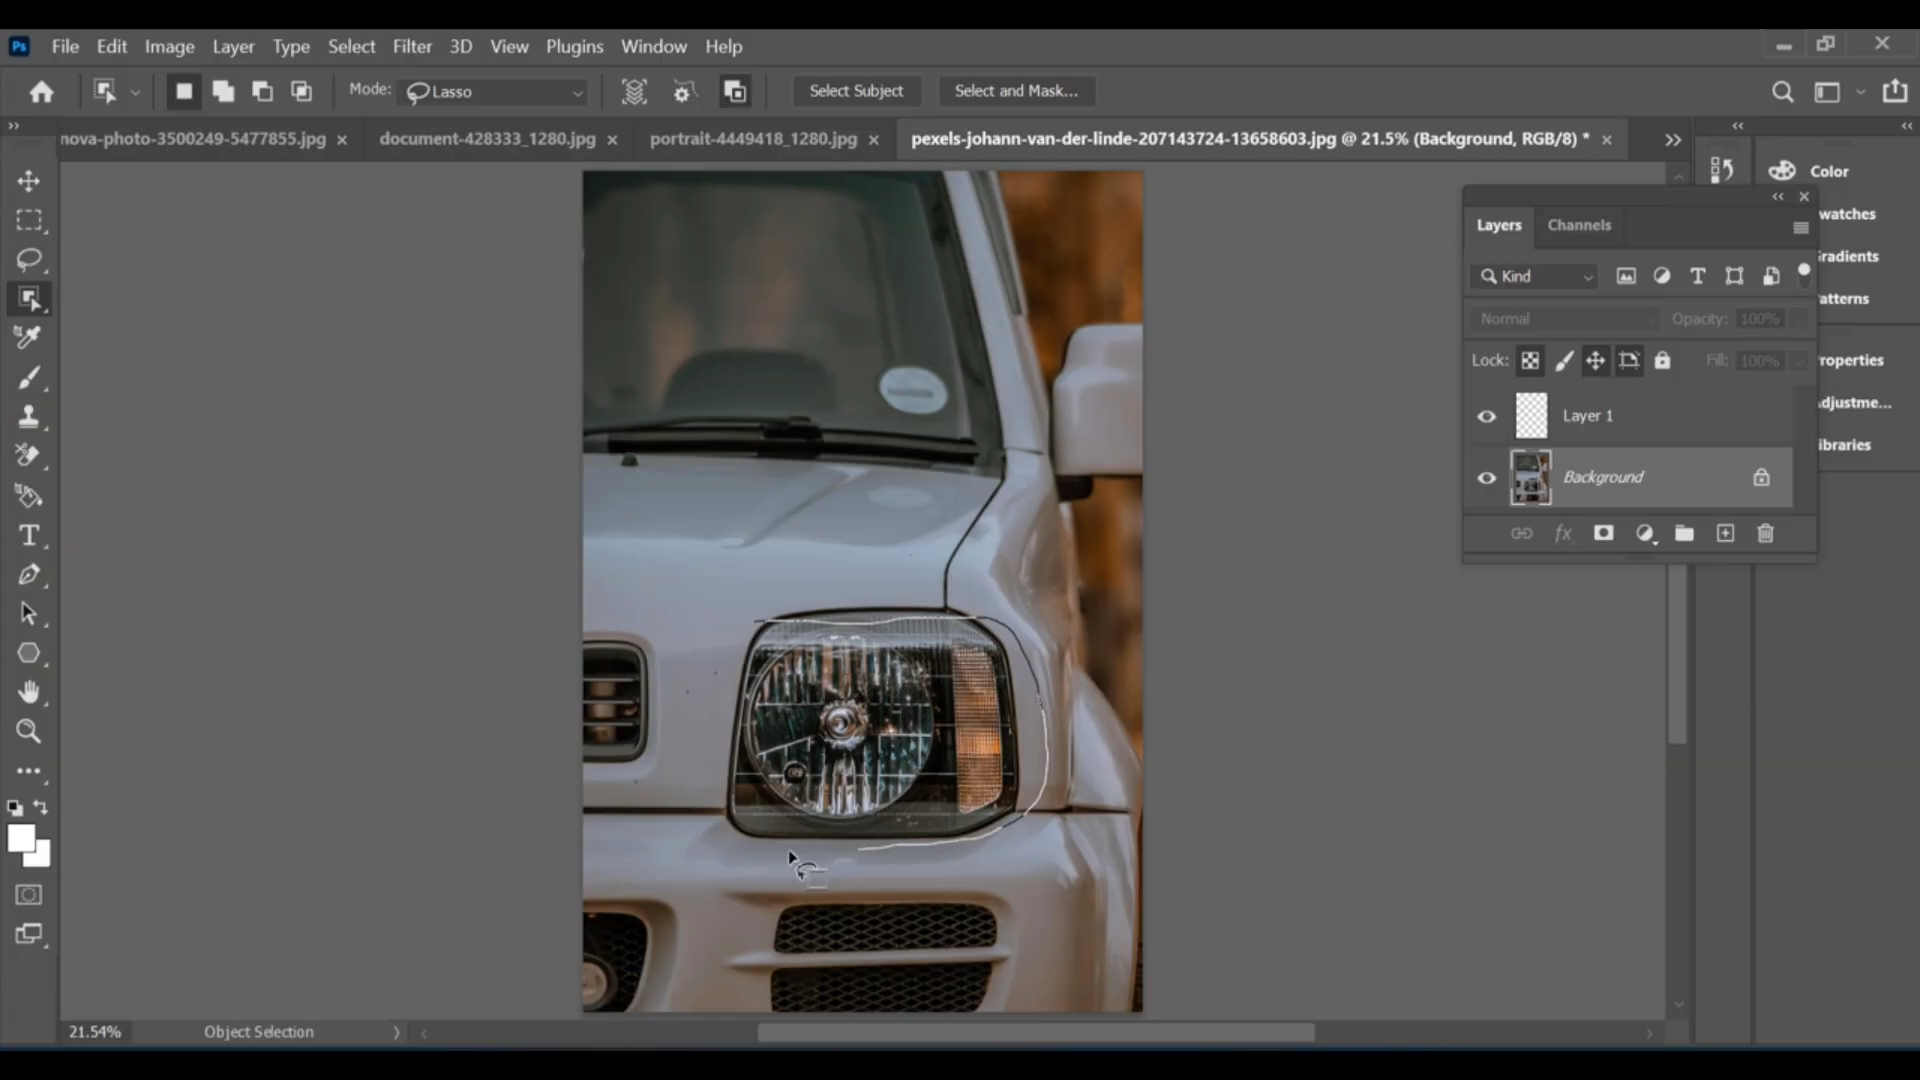 Ps File Edit Image Layer Type Select Filter 3D View Plugins Window Help
Mode: Lasso Select Subject Select and Mask...
nova-photo-3500249-5477855.jpg document-428333_1280.jpg portrait-4449418_1280.jpg pexels-johann-van-der-linde-207143724-13658603.jpg @ 21.5% (Background, RGB/8) *
Color
watches
Layers Channels
radients
Kind
atterns
Normal Opacity: 100%
Lock: Fill: 100%
roperties
Layer 1
djustme...
ibraries
Background
fx
21.54% Object Selection